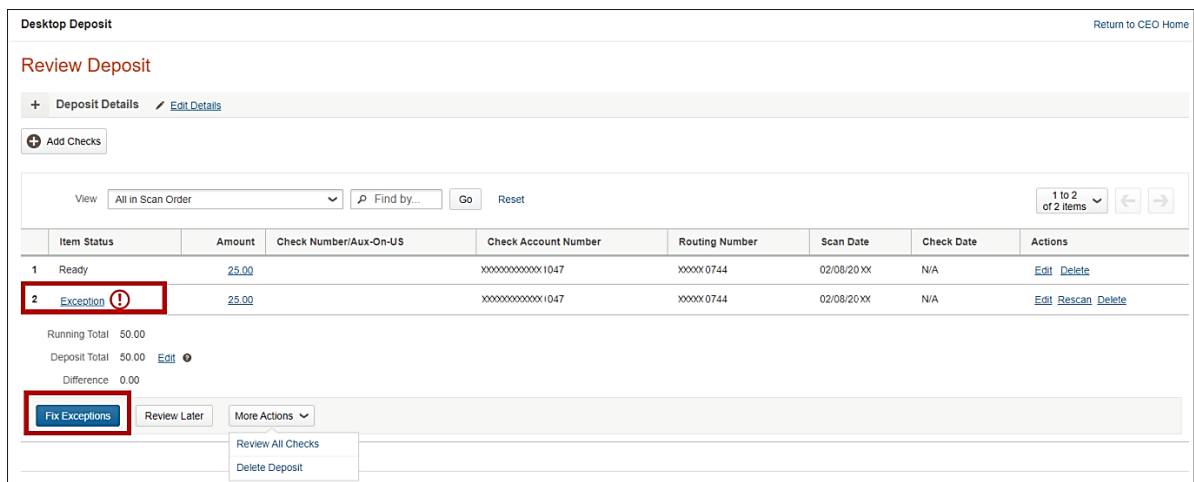 Desktop Deposit Return to CEO Home
Review Deposit
+ Deposit Details Edit Details
Add Checks
View All in Scan Order Find by... Go Reset 1 to 2 of 2 items
Item Status Amount Check Number/Aux-On-US Check Account Number Routing Number Scan Date Check Date Actions
1 Ready 25.00 XXXXXXXXXXXX1047 XXXXX0744 02/08/20XX N/A Edit Delete
2 Exception 25.00 XXXXXXXXXXXX1047 XXXXX0744 02/08/20XX N/A Edit Rescan Delete
Running Total 50.00
Deposit Total 50.00 Edit ?
Difference 0.00
Fix Exceptions Review Later More Actions
Review All Checks
Delete Deposit